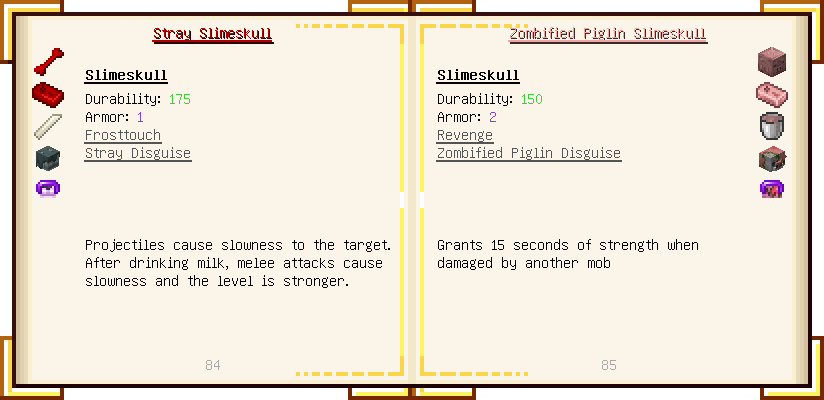 Stray Slimeskull
Slimeskull
Durability: 175
Armor: 1
Frosttouch
Stray Disguise
Projectiles cause slowness to the target.
After drinking milk, melee attacks cause
slowness and the level is stronger.
84
Zombified Piglin Slimeskull
Slimeskull
Durability: 150
Armor: 2
Revenge
Zombified Piglin Disguise
Grants 15 seconds of strength when
damaged by another mob
85